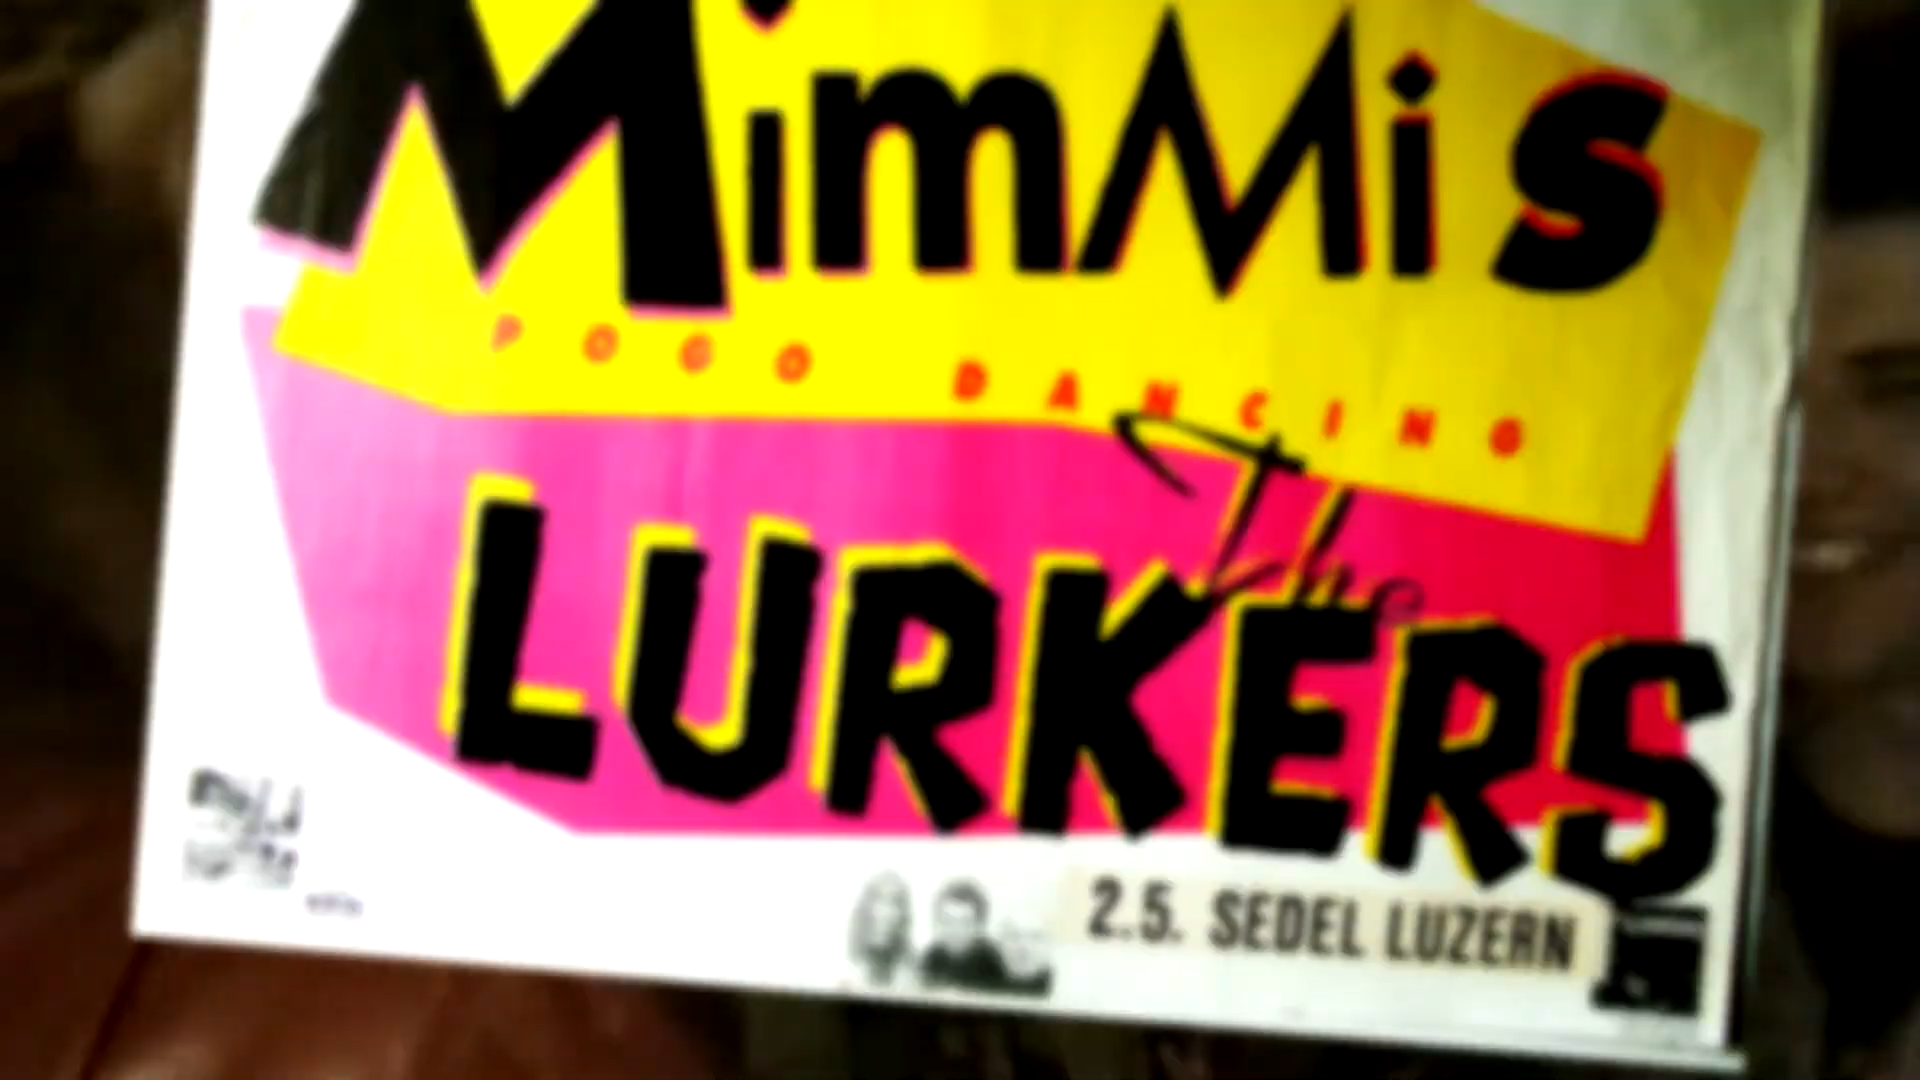 MimMis
POGO DANCING
The
LURKERS
2.5. SEDEL LUZERN